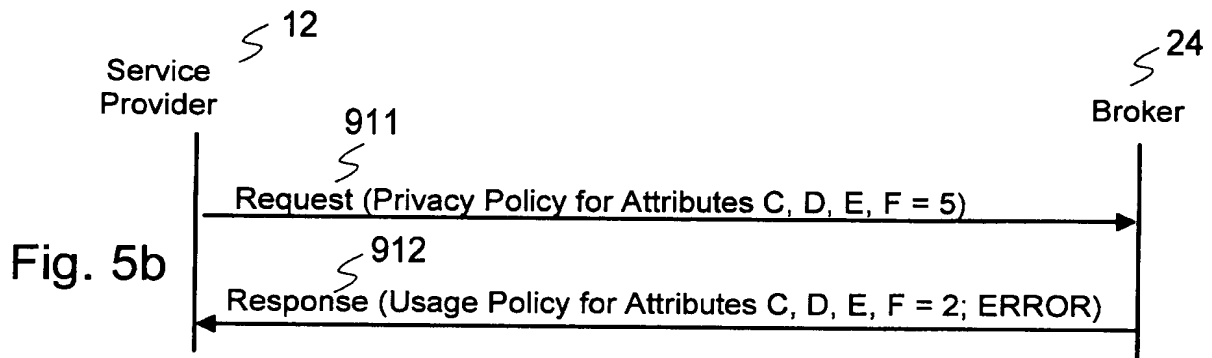 12
Service
Provider
24
Broker
911
Request (Privacy Policy for Attributes C, D, E, F = 5)
Fig. 5b
912
Response (Usage Policy for Attributes C, D, E, F = 2; ERROR)